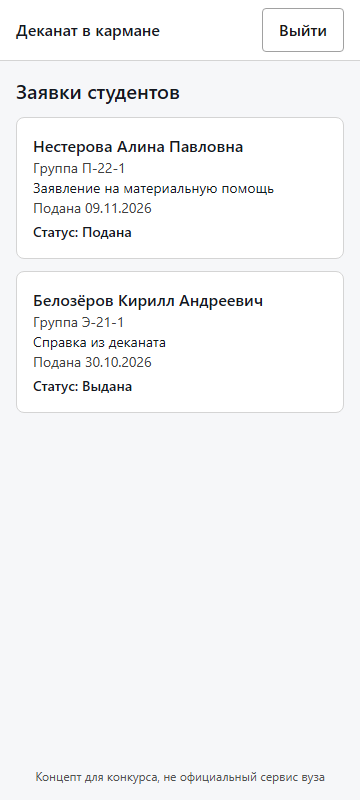 Деканат в кармане
Выйти
Заявки студентов
Нестерова Алина Павловна
Группа П-22-1
Заявление на материальную помощь
Подана 09.11.2026
Статус: Подана
Белозёров Кирилл Андреевич
Группа Э-21-1
Справка из деканата
Подана 30.10.2026
Статус: Выдана
Концепт для конкурса, не официальный сервис вуза